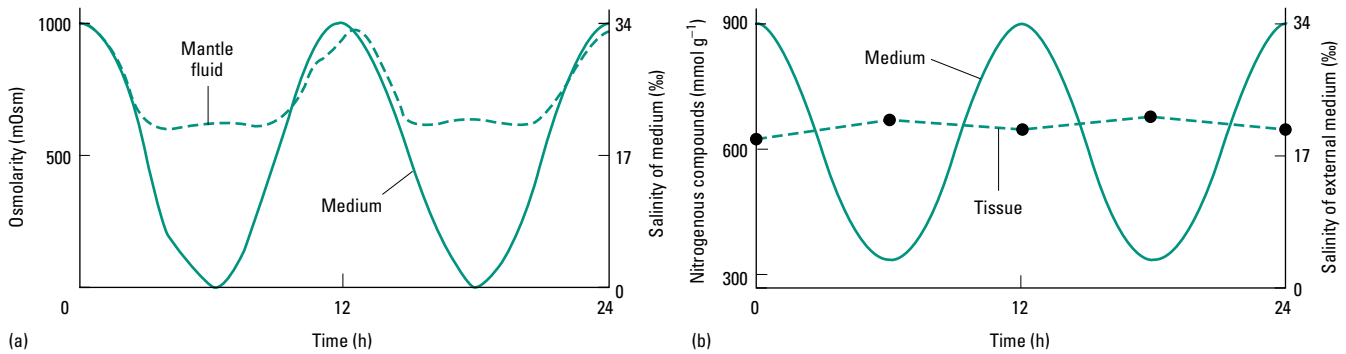 1000
500
0
Osmolarity (mOsm)
Mantle
fluid
Medium
34
17
0
Salinity of medium (‰)
0
12
24
Time (h)
(a)
900
600
300
Nitrogenous compounds (mmol g⁻¹)
Medium
Tissue
34
17
0
Salinity of external medium (‰)
0
12
24
Time (h)
(b)